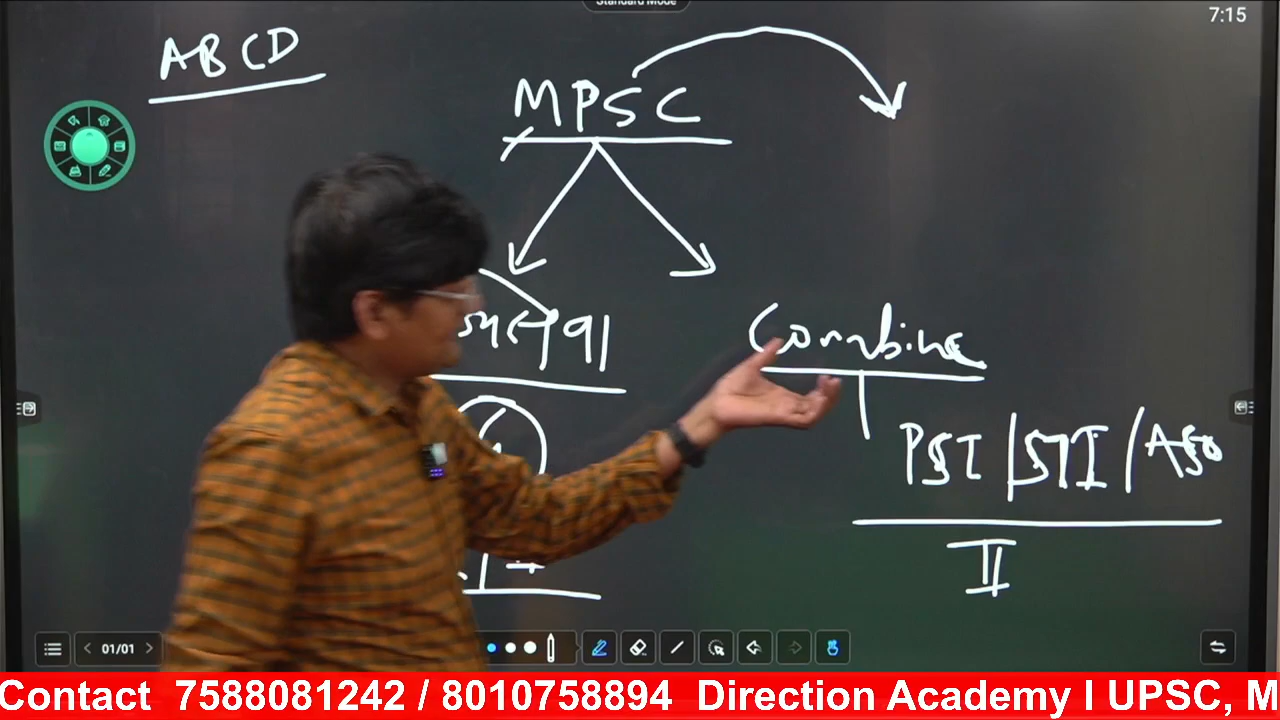 Standard Mode
7:15
ABCD
MPSC
Combine
PSI / STI / ASO
II
01/01
Contact 7588081242 / 8010758894 Direction Academy I UPSC, M